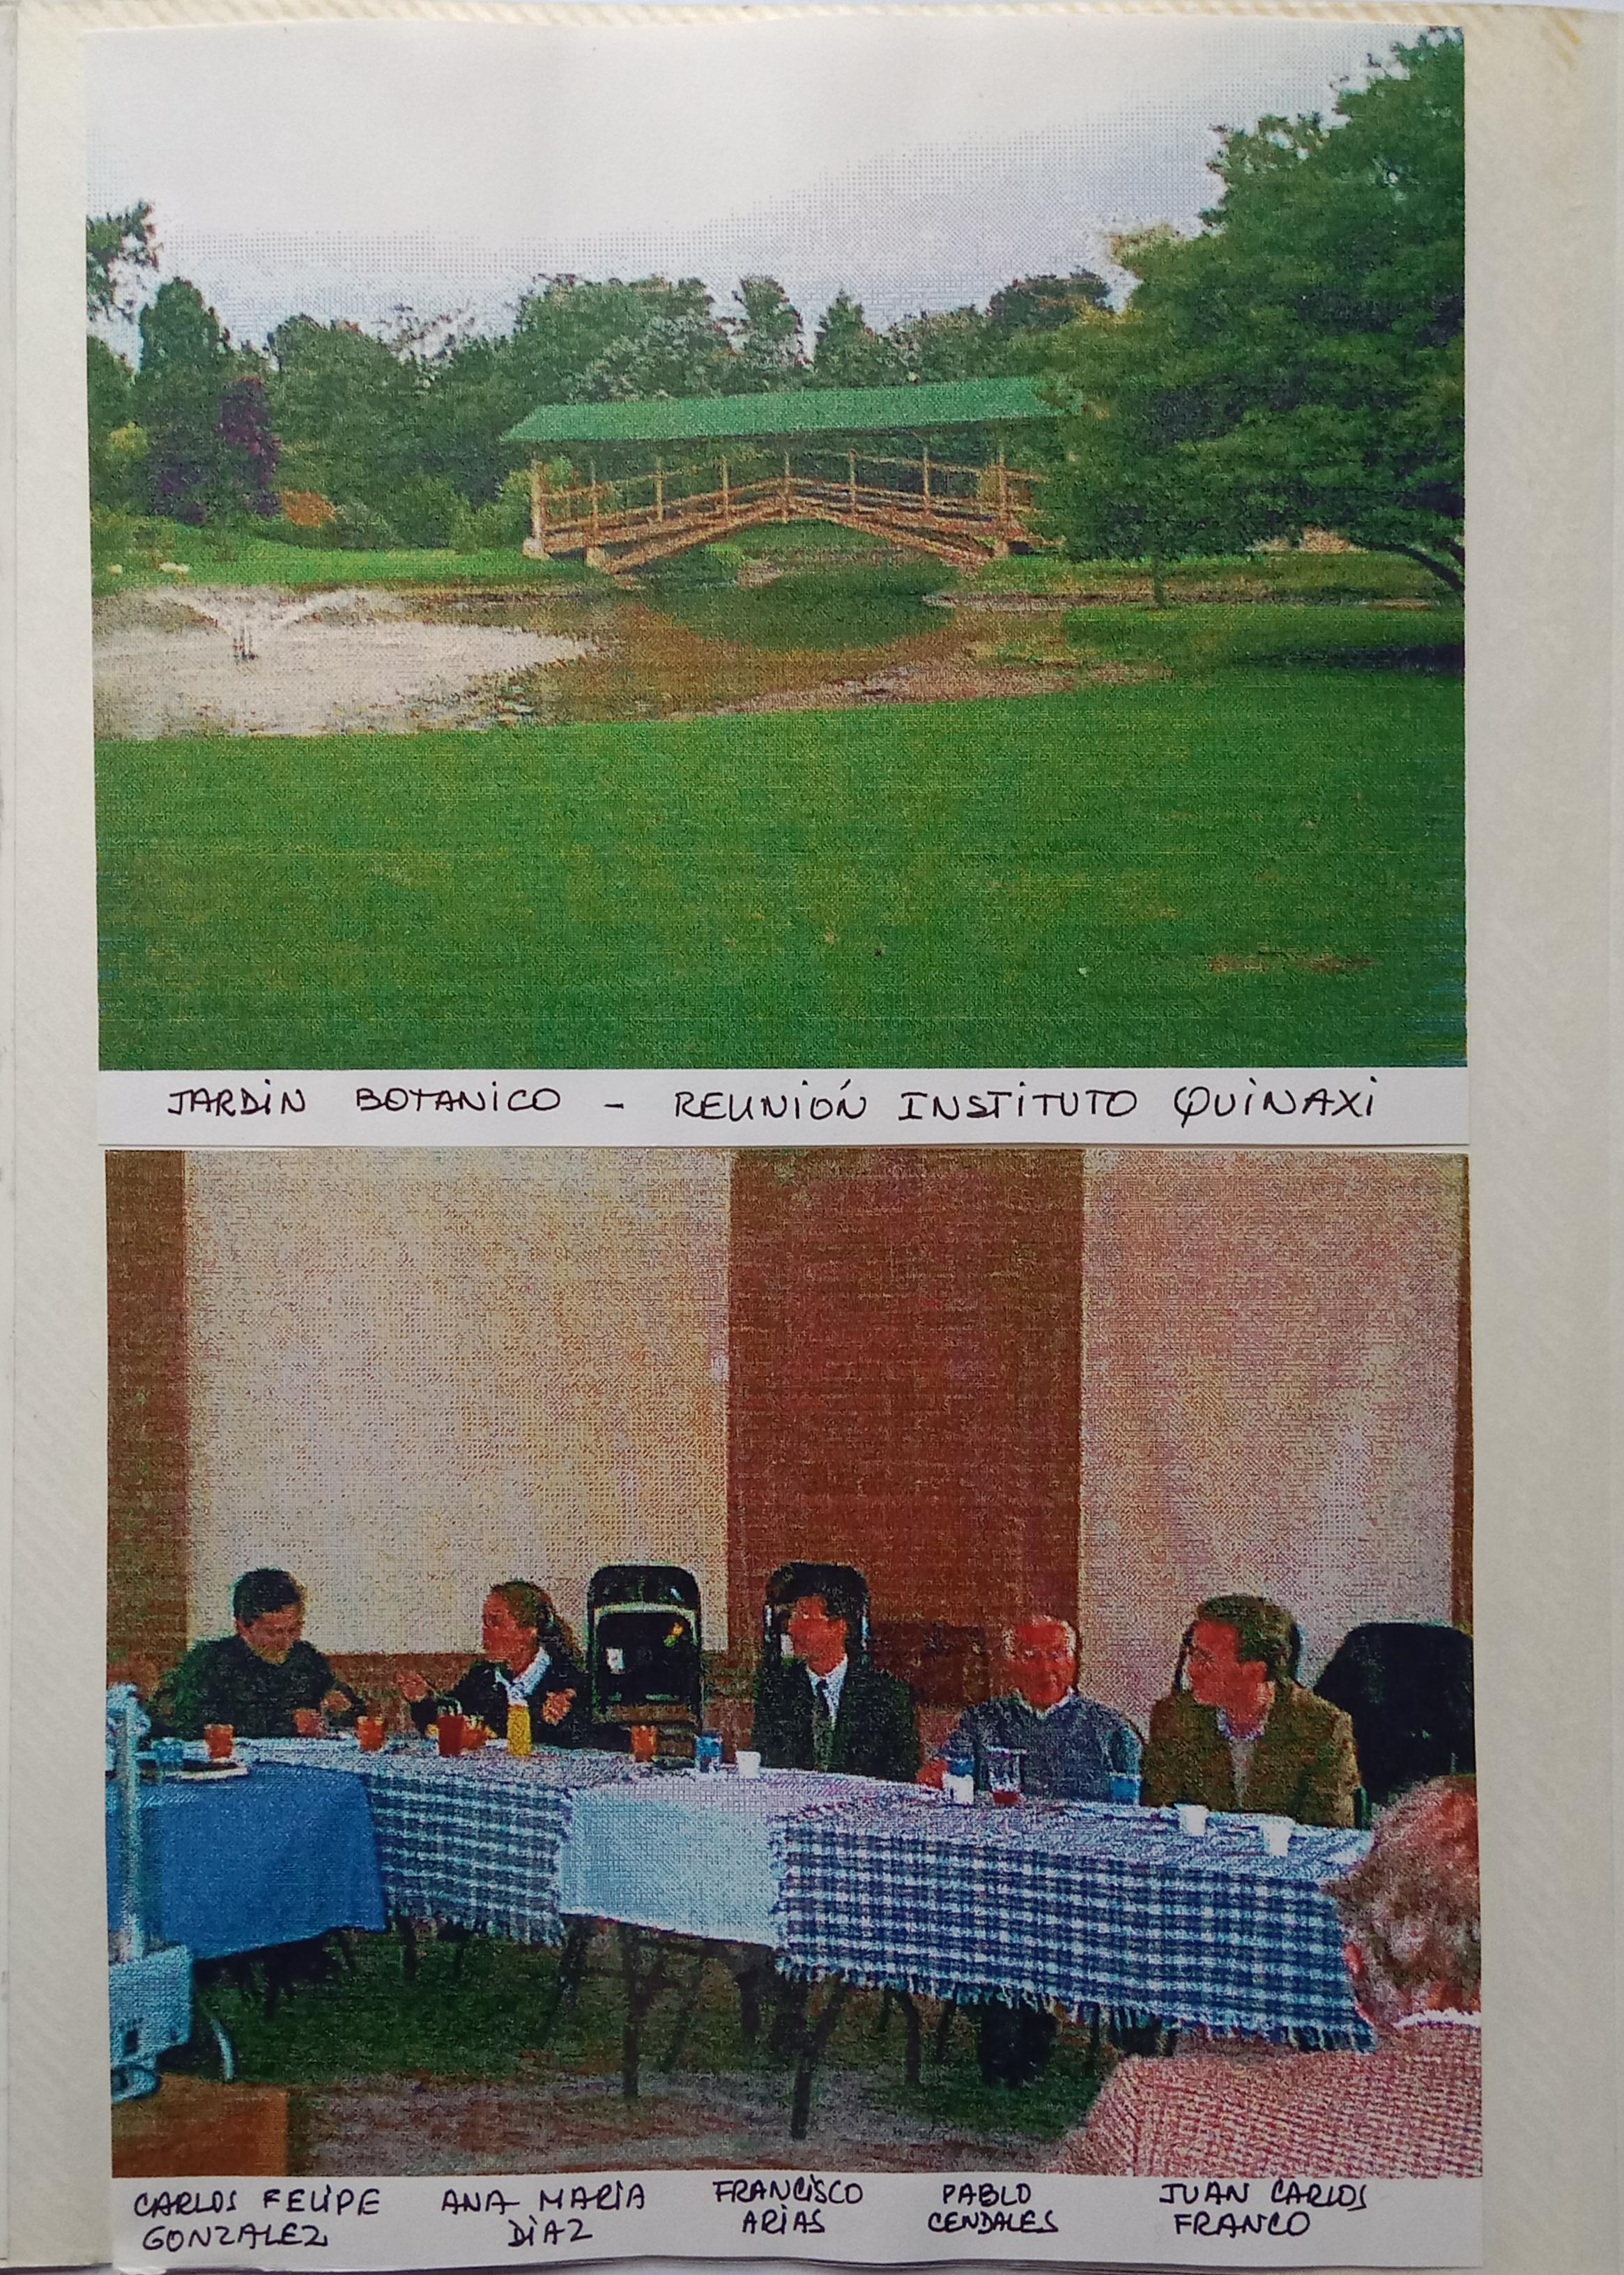 JARDIN BOTANICO - REUNIÓN INSTITUTO QUINAXI
CARLOS FELIPE
GONZALEZ
ANA MARIA
DIAZ
FRANCISCO
ARIAS
PABLO
CENDALES
JUAN CARLOS
FRANCO